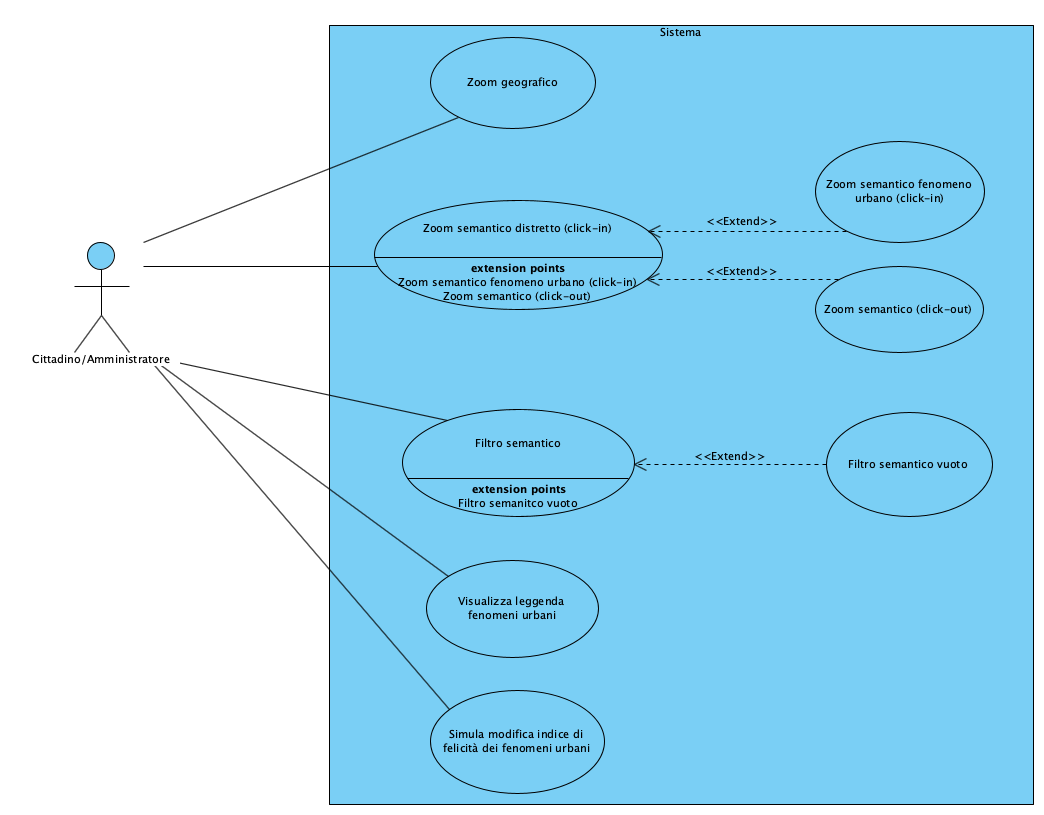 Sistema
Zoom geografico
Zoom semantico fenomeno
urbano (click-in)
<<Extend>>
Zoom semantico distretto (click-in)
extension points
Zoom semantico fenomeno urbano (click-in)
Zoom semantico (click-out)
<<Extend>>
Zoom semantico (click-out)
Cittadino/Amministratore
Filtro semantico
extension points
Filtro semanitco vuoto
<<Extend>>
Filtro semantico vuoto
Visualizza leggenda
fenomeni urbani
Simula modifica indice di
felicità dei fenomeni urbani